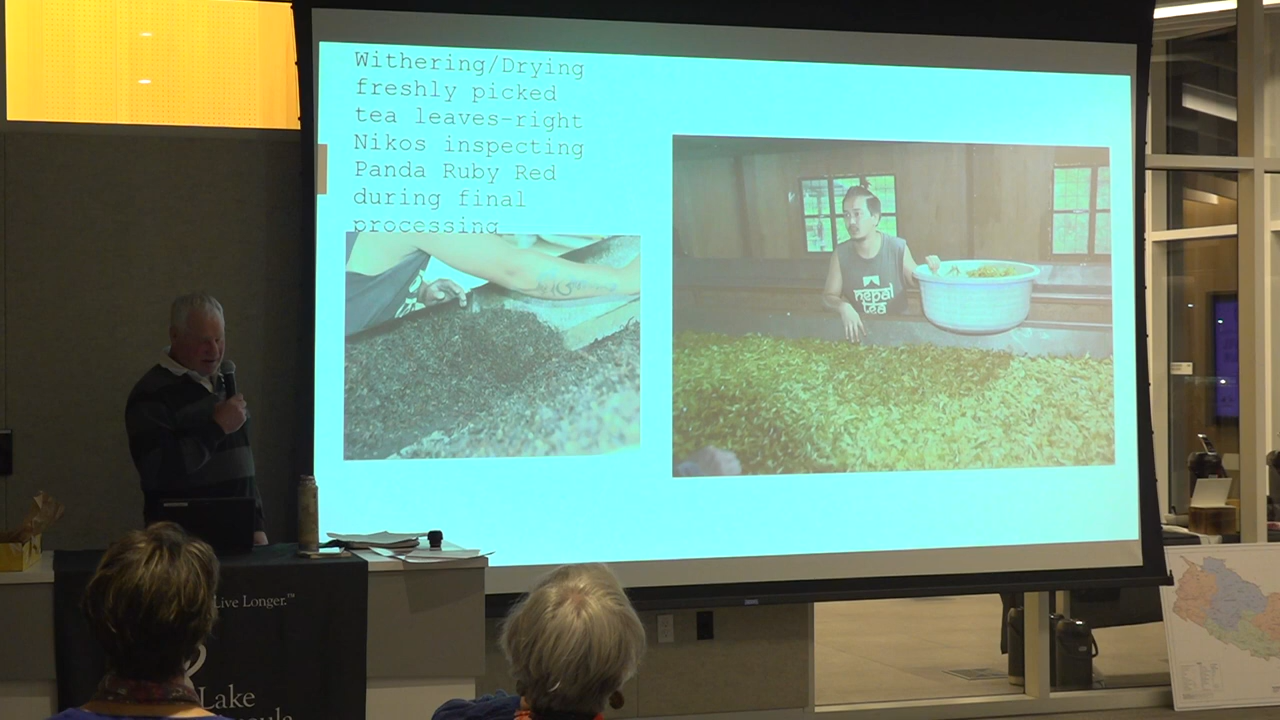 Withering/Drying
freshly picked
tea leaves-right
Nikos inspecting
Panda Ruby Red
during final
processing
nepal
tea
Live Longer.™
Lake